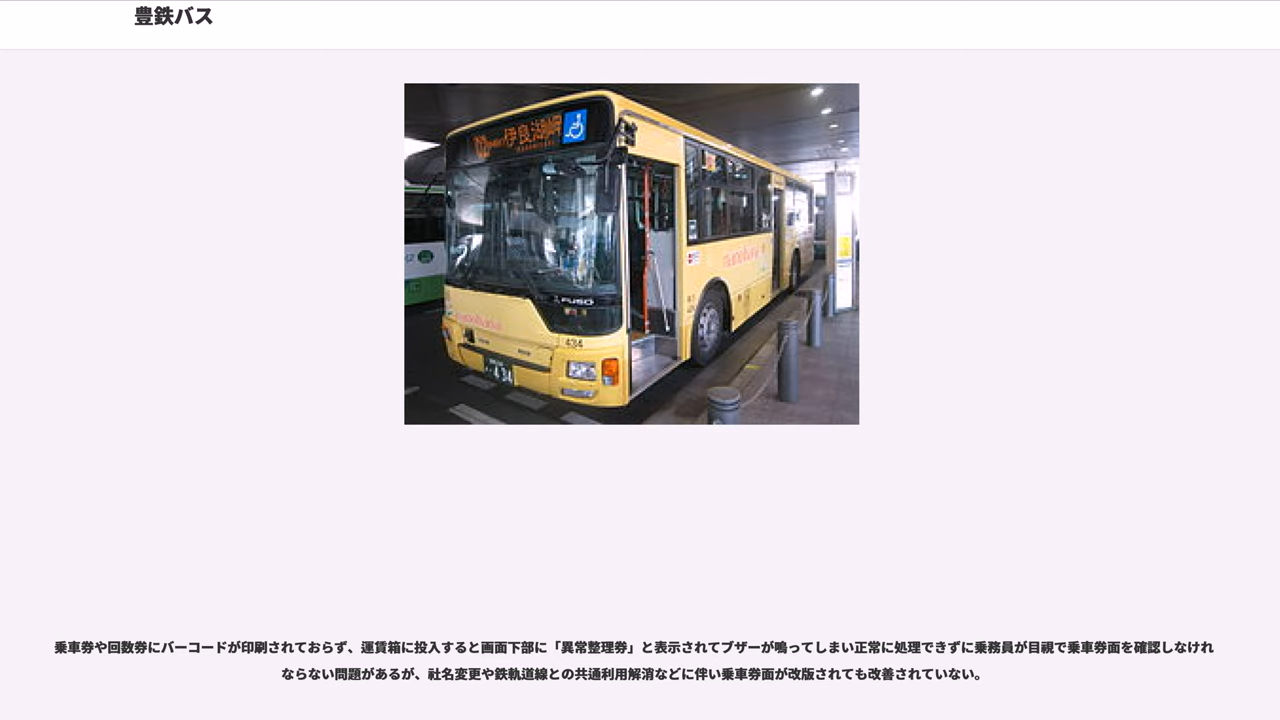 豊鉄バス
伊良湖岬
FUSO
434
434
乗車券や回数券にバーコードが印刷されておらず、運賃箱に投入すると画面下部に「異常整理券」と表示されてブザーが鳴ってしまい正常に処理できずに乗務員が目視で乗車券面を確認しなけれ
ならない問題があるが、社名変更や鉄軌道線との共通利用解消などに伴い乗車券面が改版されても改善されていない。